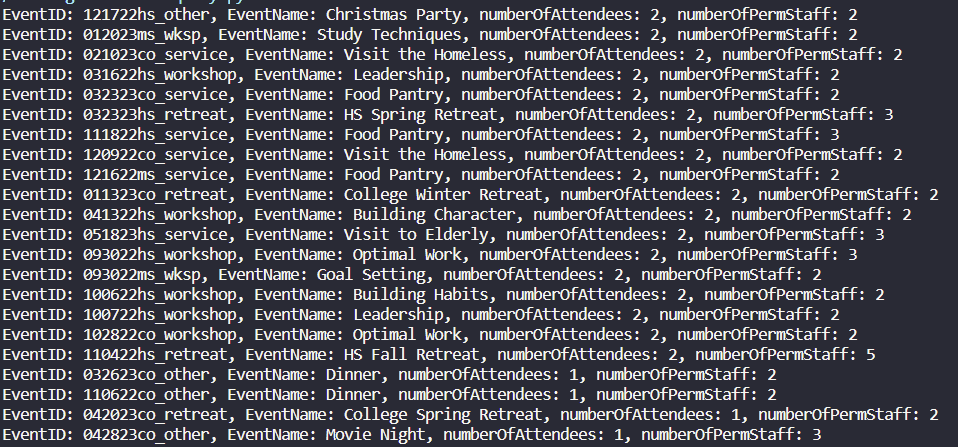 EventID: 121722hs_other, EventName: Christmas Party, numberOfAttendees: 2, numberOfPermStaff: 2
EventID: 012023ms_wksp, EventName: Study Techniques, numberOfAttendees: 2, numberOfPermStaff: 2
EventID: 021023co_service, EventName: Visit the Homeless, numberOfAttendees: 2, numberOfPermStaff: 2
EventID: 031622hs_workshop, EventName: Leadership, numberOfAttendees: 2, numberOfPermStaff: 2
EventID: 032323co_service, EventName: Food Pantry, numberOfAttendees: 2, numberOfPermStaff: 2
EventID: 032323hs_retreat, EventName: HS Spring Retreat, numberOfAttendees: 2, numberOfPermStaff: 3
EventID: 111822hs_service, EventName: Food Pantry, numberOfAttendees: 2, numberOfPermStaff: 3
EventID: 120922co_service, EventName: Visit the Homeless, numberOfAttendees: 2, numberOfPermStaff: 2
EventID: 121622ms_service, EventName: Food Pantry, numberOfAttendees: 2, numberOfPermStaff: 2
EventID: 011323co_retreat, EventName: College Winter Retreat, numberOfAttendees: 2, numberOfPermStaff: 2
EventID: 041322hs_workshop, EventName: Building Character, numberOfAttendees: 2, numberOfPermStaff: 2
EventID: 051823hs_service, EventName: Visit to Elderly, numberOfAttendees: 2, numberOfPermStaff: 3
EventID: 093022hs_workshop, EventName: Optimal Work, numberOfAttendees: 2, numberOfPermStaff: 3
EventID: 093022ms_wksp, EventName: Goal Setting, numberOfAttendees: 2, numberOfPermStaff: 2
EventID: 100622hs_workshop, EventName: Building Habits, numberOfAttendees: 2, numberOfPermStaff: 2
EventID: 100722hs_workshop, EventName: Leadership, numberOfAttendees: 2, numberOfPermStaff: 2
EventID: 102822co_workshop, EventName: Optimal Work, numberOfAttendees: 2, numberOfPermStaff: 2
EventID: 110422hs_retreat, EventName: HS Fall Retreat, numberOfAttendees: 2, numberOfPermStaff: 5
EventID: 032623co_other, EventName: Dinner, numberOfAttendees: 1, numberOfPermStaff: 2
EventID: 110622co_other, EventName: Dinner, numberOfAttendees: 1, numberOfPermStaff: 2
EventID: 042023co_retreat, EventName: College Spring Retreat, numberOfAttendees: 1, numberOfPermStaff: 2
EventID: 042823co_other, EventName: Movie Night, numberOfAttendees: 1, numberOfPermStaff: 3